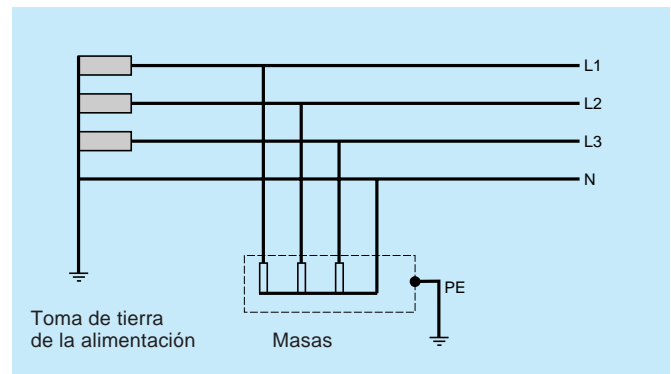 L1
L2
L3
N
PE
Toma de tierra
de la alimentación
Masas